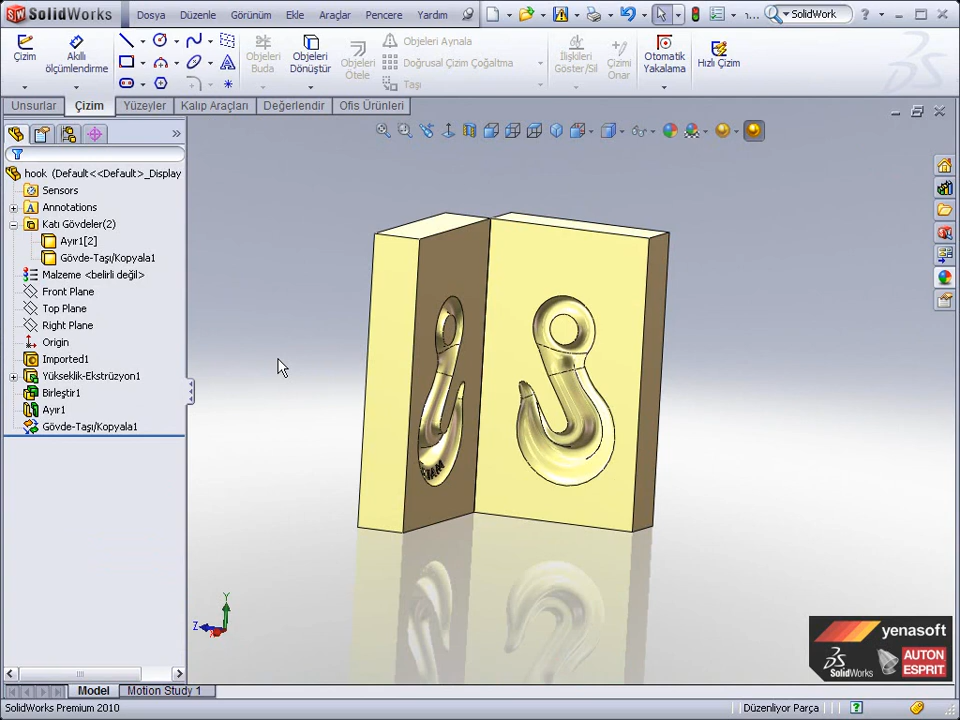 SolidWorks
Dosya Düzenle Görünüm Ekle Araçlar Pencere Yardım
SolidWork
Çizim
Akıllı ölçümlendirme
Objeleri Buda
Objeleri Dönüştür
Objeleri Ötele
Objeleri Aynala
Doğrusal Çizim Çoğaltma
Taşı
İlişkileri Göster/Sil
Çizimi Onar
Otomatik Yakalama
Hızlı Çizim
Unsurlar Çizim Yüzeyler Kalıp Araçları Değerlendir Ofis Ürünleri
hook (Default<<Default>_Display
Sensors
Annotations
Katı Gövdeler(2)
Ayır1[2]
Gövde-Taşı/Kopyala1
Malzeme <belirli değil>
Front Plane
Top Plane
Right Plane
Origin
Imported1
Yükseklik-Ekstrüzyon1
Birleştir1
Ayır1
Gövde-Taşı/Kopyala1
Y
Z
yenasoft
SolidWorks
AUTON
ESPRIT
Model Motion Study 1
SolidWorks Premium 2010
Düzenliyor Parça